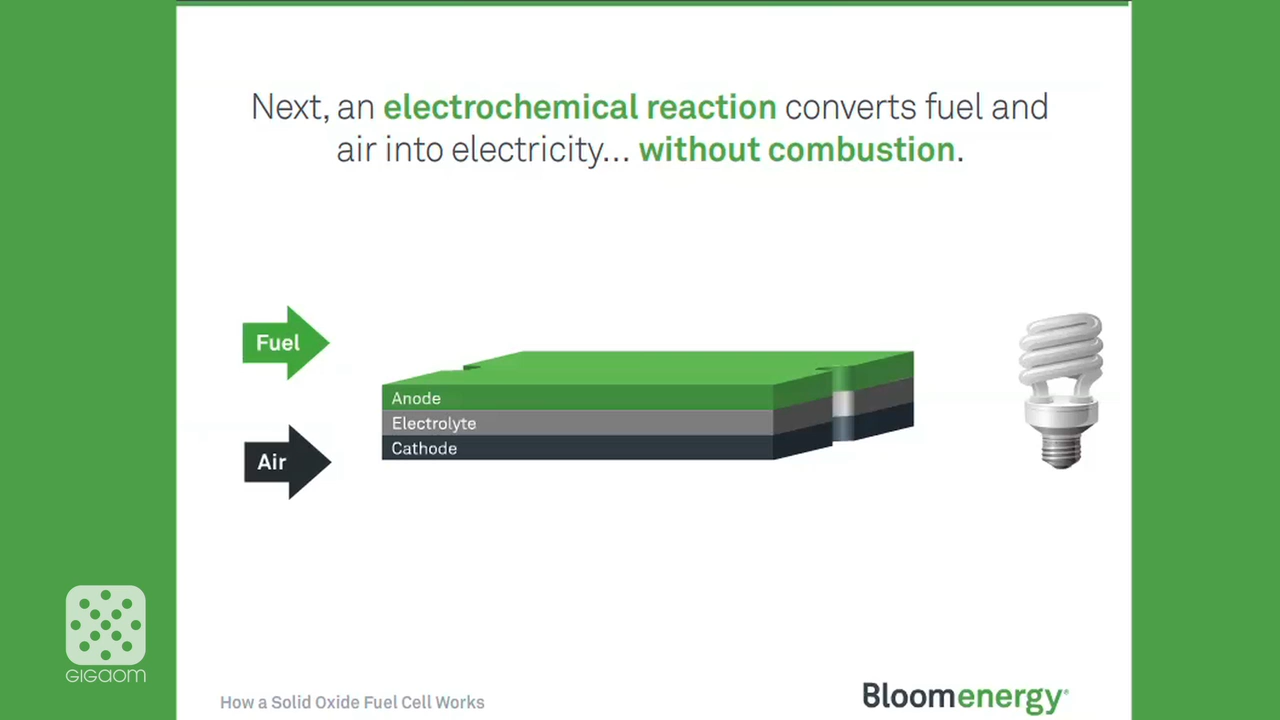 Next, an electrochemical reaction converts fuel and
air into electricity... without combustion.
Fuel
Anode
Electrolyte
Cathode
Air
GIGAOM
How a Solid Oxide Fuel Cell Works
Bloomenergy®